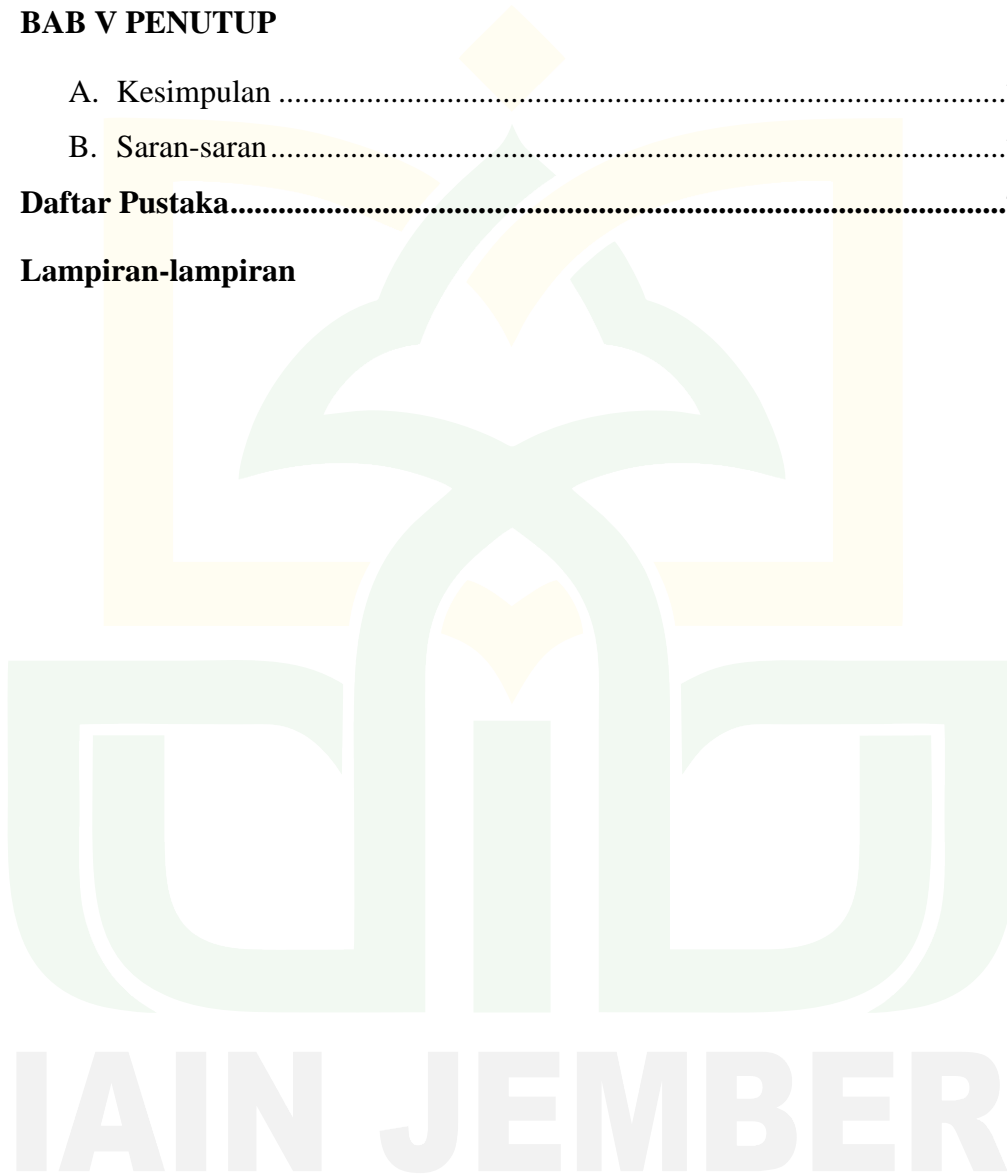 BAB V PENUTUP
A. Kesimpulan ............................................................................
B. Saran-saran.............................................................................
Daftar Pustaka.................................................................................
Lampiran-lampiran
IAIN JEMBER